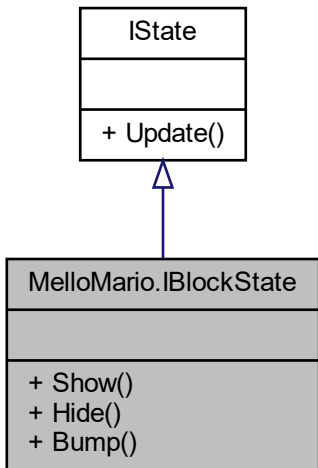 IState
+ Update()
MelloMario.IBlockState
+ Show()
+ Hide()
+ Bump()